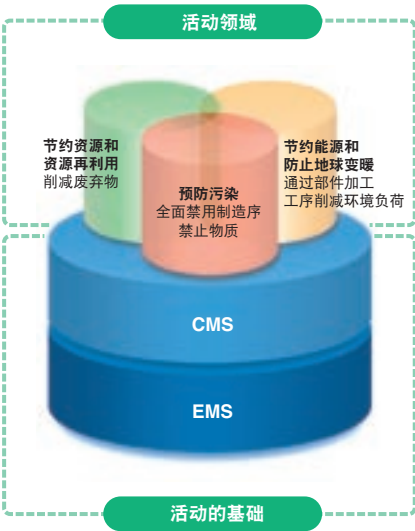 活动领域
节约资源和
资源再利用
削减废弃物
节约能源和
防止地球变暖
通过部件加工
工序削减环境负荷
预防污染
全面禁用制造序
禁止物质
CMS
EMS
活动的基础